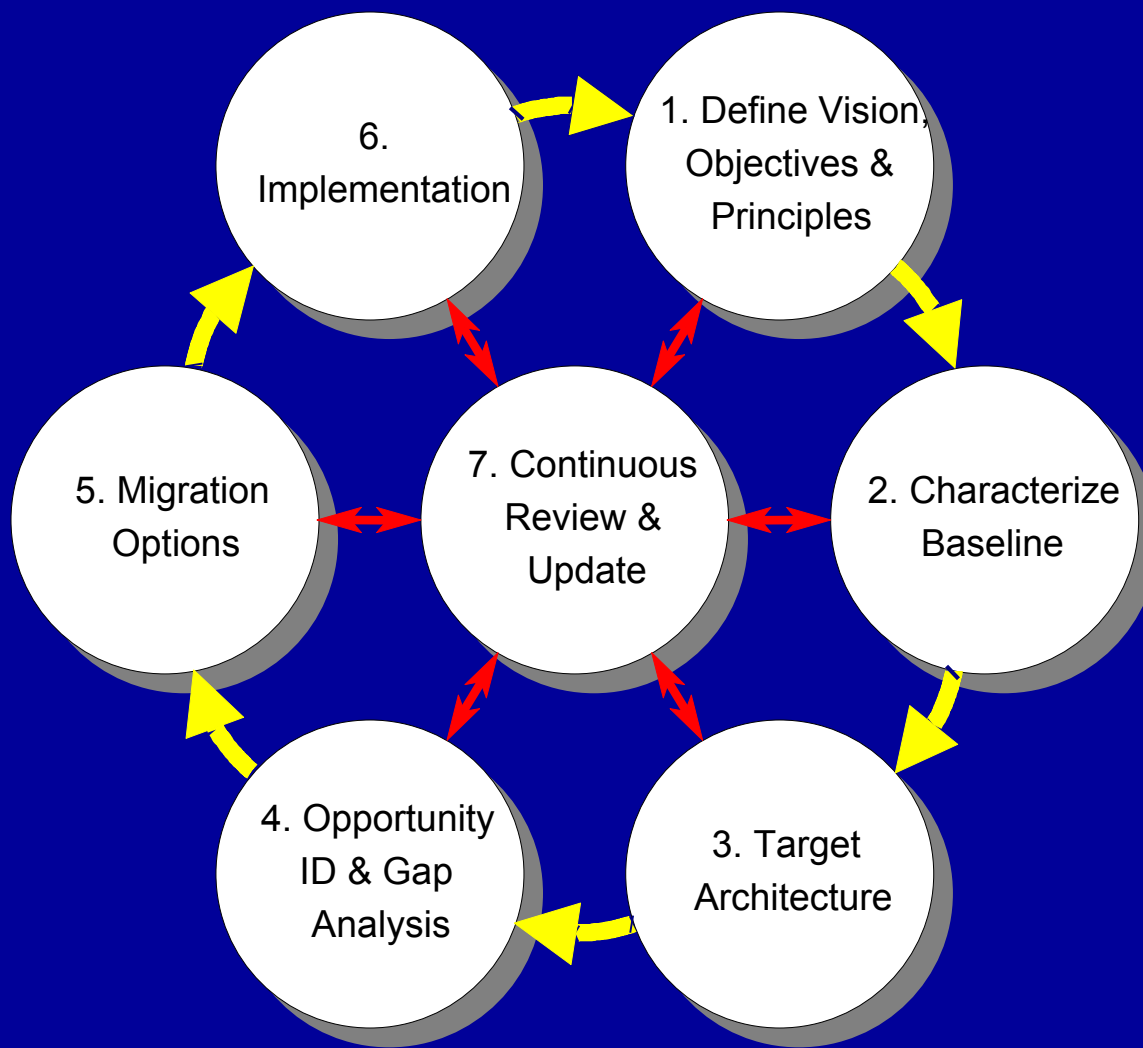 1. Define Vision,
Objectives &
Principles
2. Characterize
Baseline
3. Target
Architecture
4. Opportunity
ID & Gap
Analysis
5. Migration
Options
6.
Implementation
7. Continuous
Review &
Update